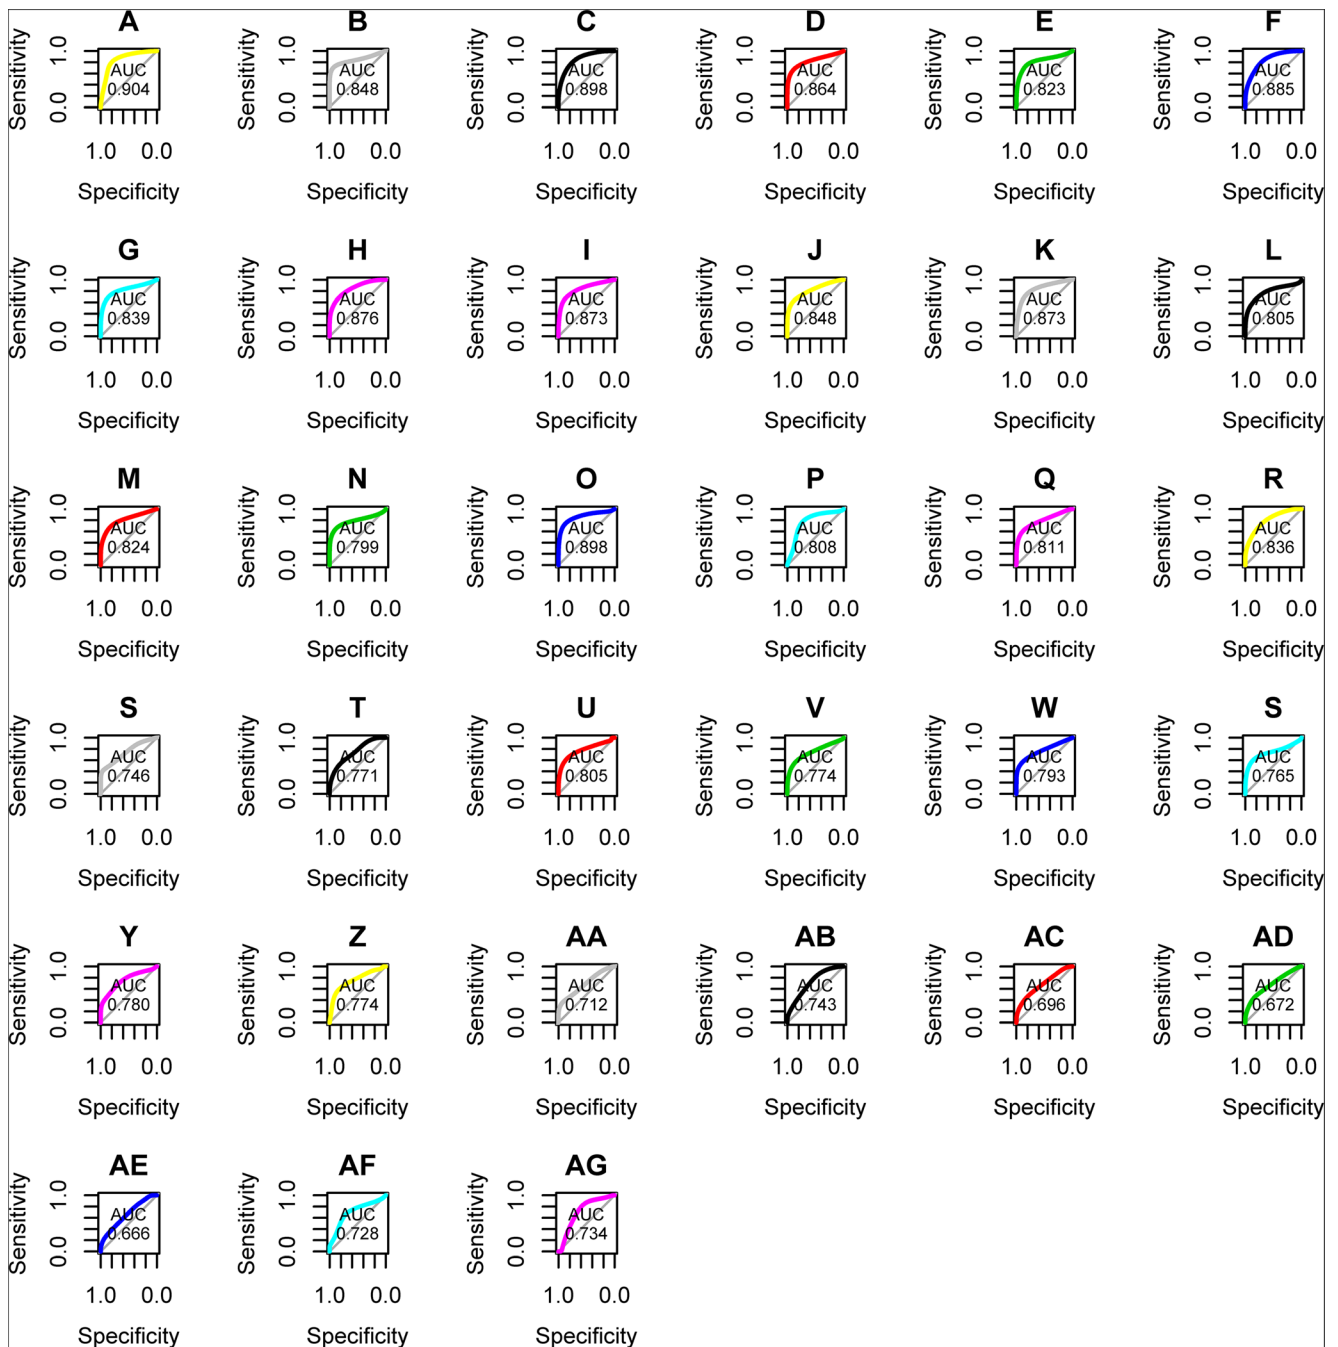 A B C D E F
Sensitivity 0.0 1.0 AUC 0.904 1.0 0.0 Specificity
Sensitivity 0.0 1.0 AUC 0.848 1.0 0.0 Specificity
Sensitivity 0.0 1.0 AUC 0.898 1.0 0.0 Specificity
Sensitivity 0.0 1.0 AUC 0.864 1.0 0.0 Specificity
Sensitivity 0.0 1.0 AUC 0.823 1.0 0.0 Specificity
Sensitivity 0.0 1.0 AUC 0.885 1.0 0.0 Specificity
G H I J K L
Sensitivity 0.0 1.0 AUC 0.839 1.0 0.0 Specificity
Sensitivity 0.0 1.0 AUC 0.876 1.0 0.0 Specificity
Sensitivity 0.0 1.0 AUC 0.873 1.0 0.0 Specificity
Sensitivity 0.0 1.0 AUC 0.848 1.0 0.0 Specificity
Sensitivity 0.0 1.0 AUC 0.873 1.0 0.0 Specificity
Sensitivity 0.0 1.0 AUC 0.805 1.0 0.0 Specificity
M N O P Q R
Sensitivity 0.0 1.0 AUC 0.824 1.0 0.0 Specificity
Sensitivity 0.0 1.0 AUC 0.799 1.0 0.0 Specificity
Sensitivity 0.0 1.0 AUC 0.898 1.0 0.0 Specificity
Sensitivity 0.0 1.0 AUC 0.808 1.0 0.0 Specificity
Sensitivity 0.0 1.0 AUC 0.811 1.0 0.0 Specificity
Sensitivity 0.0 1.0 AUC 0.836 1.0 0.0 Specificity
S T U V W S
Sensitivity 0.0 1.0 AUC 0.746 1.0 0.0 Specificity
Sensitivity 0.0 1.0 AUC 0.771 1.0 0.0 Specificity
Sensitivity 0.0 1.0 AUC 0.805 1.0 0.0 Specificity
Sensitivity 0.0 1.0 AUC 0.774 1.0 0.0 Specificity
Sensitivity 0.0 1.0 AUC 0.793 1.0 0.0 Specificity
Sensitivity 0.0 1.0 AUC 0.765 1.0 0.0 Specificity
Y Z AA AB AC AD
Sensitivity 0.0 1.0 AUC 0.780 1.0 0.0 Specificity
Sensitivity 0.0 1.0 AUC 0.774 1.0 0.0 Specificity
Sensitivity 0.0 1.0 AUC 0.712 1.0 0.0 Specificity
Sensitivity 0.0 1.0 AUC 0.743 1.0 0.0 Specificity
Sensitivity 0.0 1.0 AUC 0.696 1.0 0.0 Specificity
Sensitivity 0.0 1.0 AUC 0.672 1.0 0.0 Specificity
AE AF AG
Sensitivity 0.0 1.0 AUC 0.666 1.0 0.0 Specificity
Sensitivity 0.0 1.0 AUC 0.728 1.0 0.0 Specificity
Sensitivity 0.0 1.0 AUC 0.734 1.0 0.0 Specificity